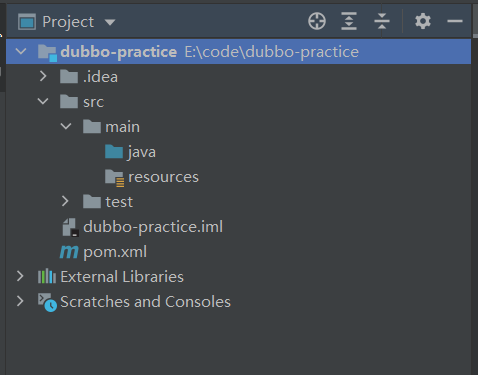 Project
dubbo-practice E:\code\dubbo-practice
.idea
src
main
java
resources
test
dubbo-practice.iml
m pom.xml
External Libraries
Scratches and Consoles